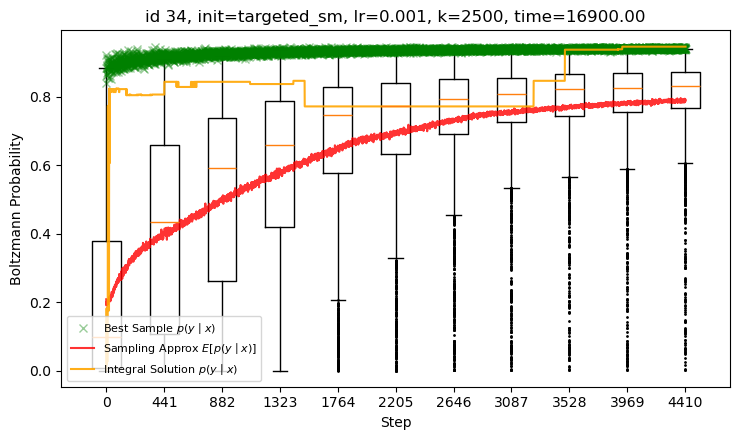 id 34, init=targeted_sm, lr=0.001, k=2500, time=16900.00
Boltzmann Probability
0.8
0.6
0.4
0.2
0.0
Best Sample p(y | x)
Sampling Approx E[p(y | x)]
Integral Solution p(y | x)
0 441 882 1323 1764 2205 2646 3087 3528 3969 4410
Step